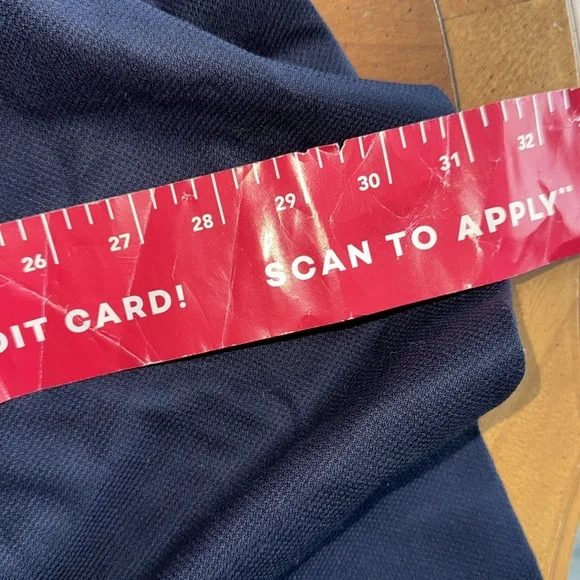 26 27 28 29 30 31 32
DIT CARD! SCAN TO APPLY**